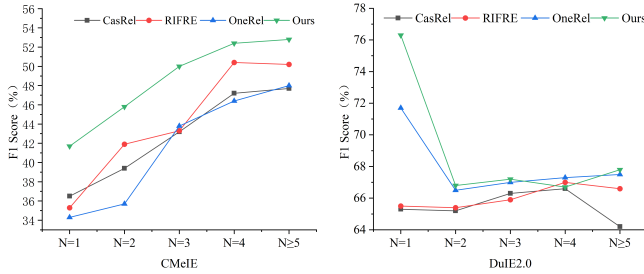 CasRel RIFRE OneRel Ours
F1 Score（%）
56
54
52
50
48
46
44
42
40
38
36
34
N=1 N=2 N=3 N=4 N≥5
CMeIE
CasRel RIFRE OneRel Ours
F1 Score（%）
78
76
74
72
70
68
66
64
N=1 N=2 N=3 N=4 N≥5
DuIE2.0